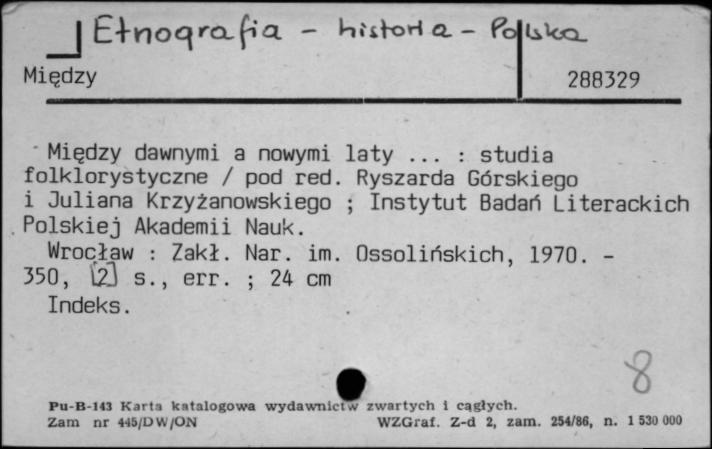 Etnografia - historia - Polska
Między 288329
Między dawnymi a nowymi laty ... : studia
folklorystyczne / pod red. Ryszarda Górskiego
i Juliana Krzyżanowskiego ; Instytut Badań Literackich
Polskiej Akademii Nauk.
Wrocław : Zakł. Nar. im. Ossolińskich, 1970. -
350, [2] s., err. ; 24 cm
Indeks.
8
Pu-B-143 Karta katalogowa wydawnictw zwartych i cągłych.
Zam nr 445/DW/ON WZGraf. Z-d 2, zam. 254/86, n. 1 530 000